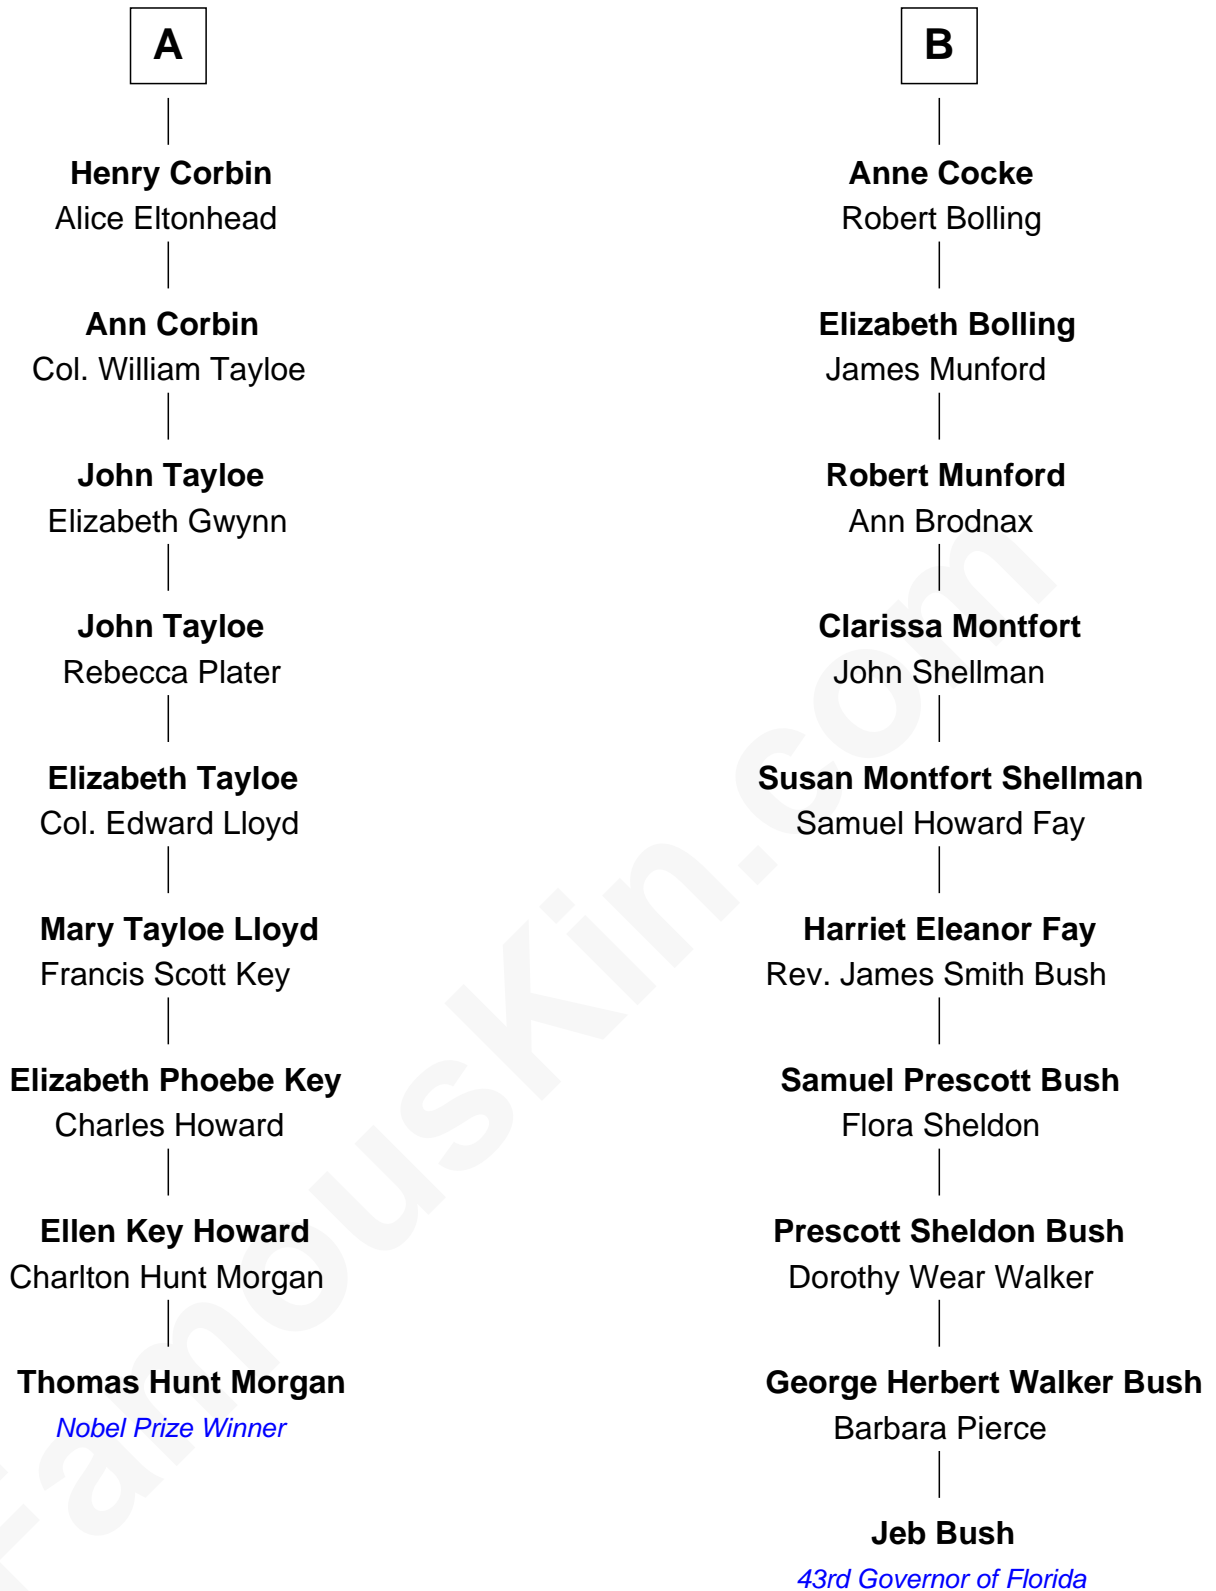 A
Henry Corbin
Alice Eltonhead
Ann Corbin
Col. William Tayloe
John Tayloe
Elizabeth Gwynn
John Tayloe
Rebecca Plater
Elizabeth Tayloe
Col. Edward Lloyd
Mary Tayloe Lloyd
Francis Scott Key
Elizabeth Phoebe Key
Charles Howard
Ellen Key Howard
Charlton Hunt Morgan
Thomas Hunt Morgan
Nobel Prize Winner
B
Anne Cocke
Robert Bolling
Elizabeth Bolling
James Munford
Robert Munford
Ann Brodnax
Clarissa Montfort
John Shellman
Susan Montfort Shellman
Samuel Howard Fay
Harriet Eleanor Fay
Rev. James Smith Bush
Samuel Prescott Bush
Flora Sheldon
Prescott Sheldon Bush
Dorothy Wear Walker
George Herbert Walker Bush
Barbara Pierce
Jeb Bush
43rd Governor of Florida
FamousKin.com